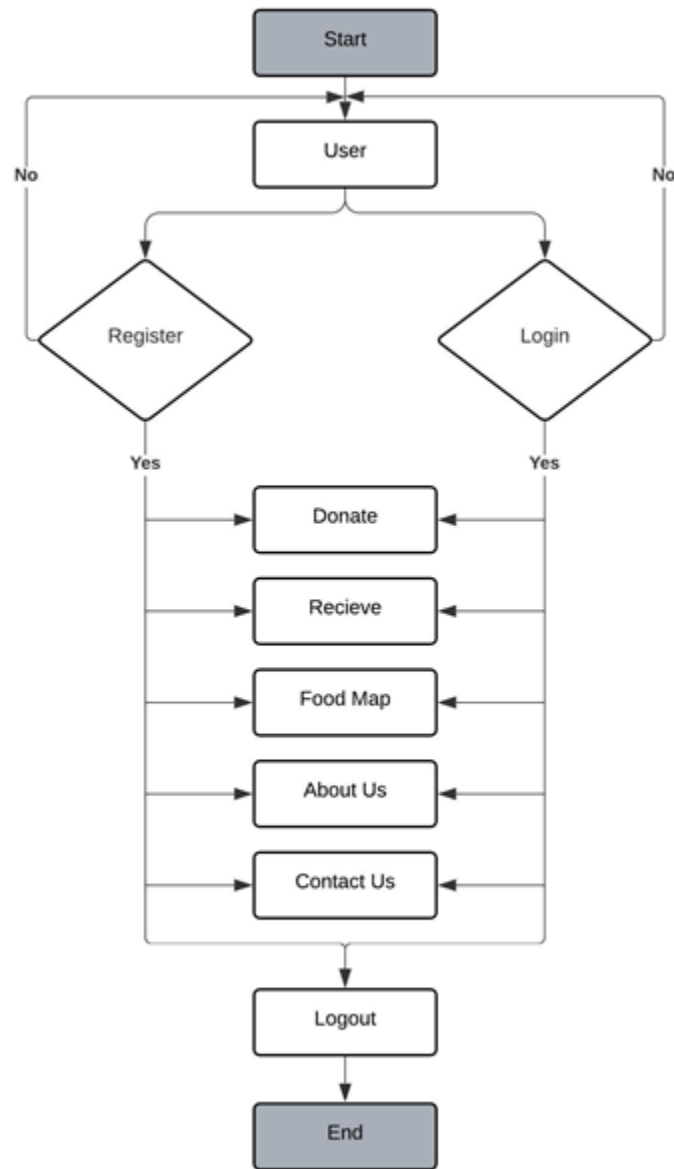 Start
User
No
No
Register
Login
Yes
Yes
Donate
Recieve
Food Map
About Us
Contact Us
Logout
End